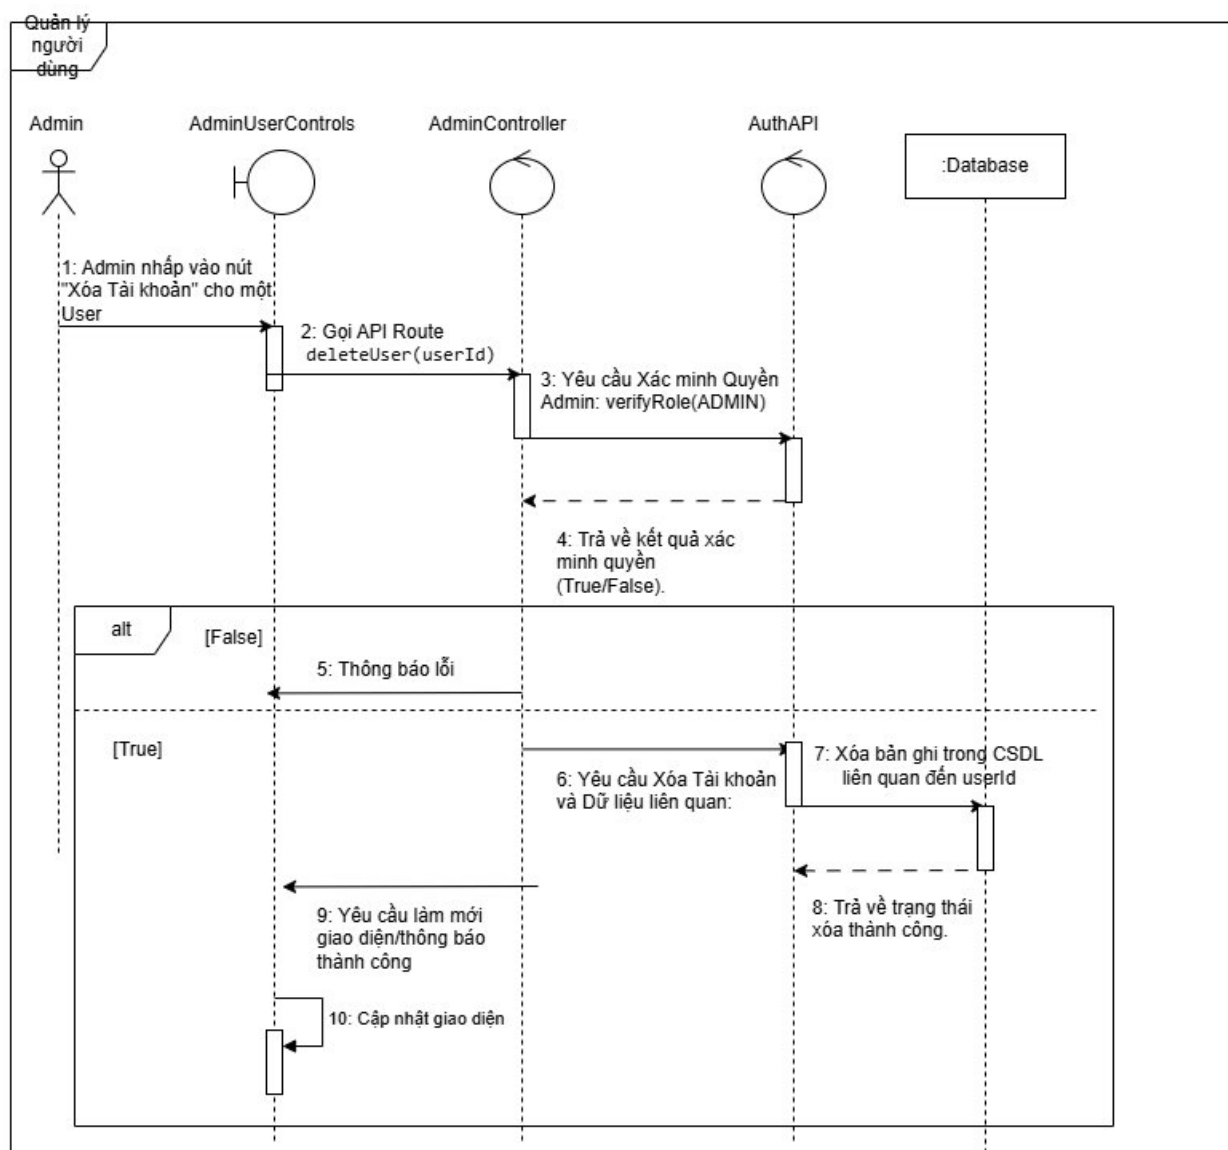 Quản lý
người
dùng
Admin
AdminUserControls
AdminController
AuthAPI
:Database
1: Admin nhấp vào nút
"Xóa Tài khoản" cho một
User
2: Gọi API Route
deleteUser(userId)
3: Yêu cầu Xác minh Quyền
Admin: verifyRole(ADMIN)
4: Trả về kết quả xác
minh quyền
(True/False).
alt
[False]
5: Thông báo lỗi
[True]
6: Yêu cầu Xóa Tài khoản
và Dữ liệu liên quan:
7: Xóa bản ghi trong CSDL
liên quan đến userId
8: Trả về trạng thái
xóa thành công.
9: Yêu cầu làm mới
giao diện/thông báo
thành công
10: Cập nhật giao diện